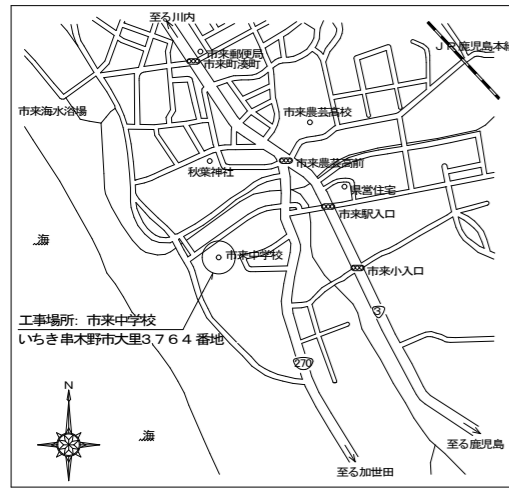 至る川内
市来郵便局
市来町湊町
JR鹿児島本線
市来海水浴場
市来農芸高校
市来農芸高前
秋葉神社
県営住宅
市来駅入口
海
市来中学校
市来小入口
工事場所: 市来中学校
いちき串木野市大里3764番地
3
270
N
海
至る鹿児島
至る加世田